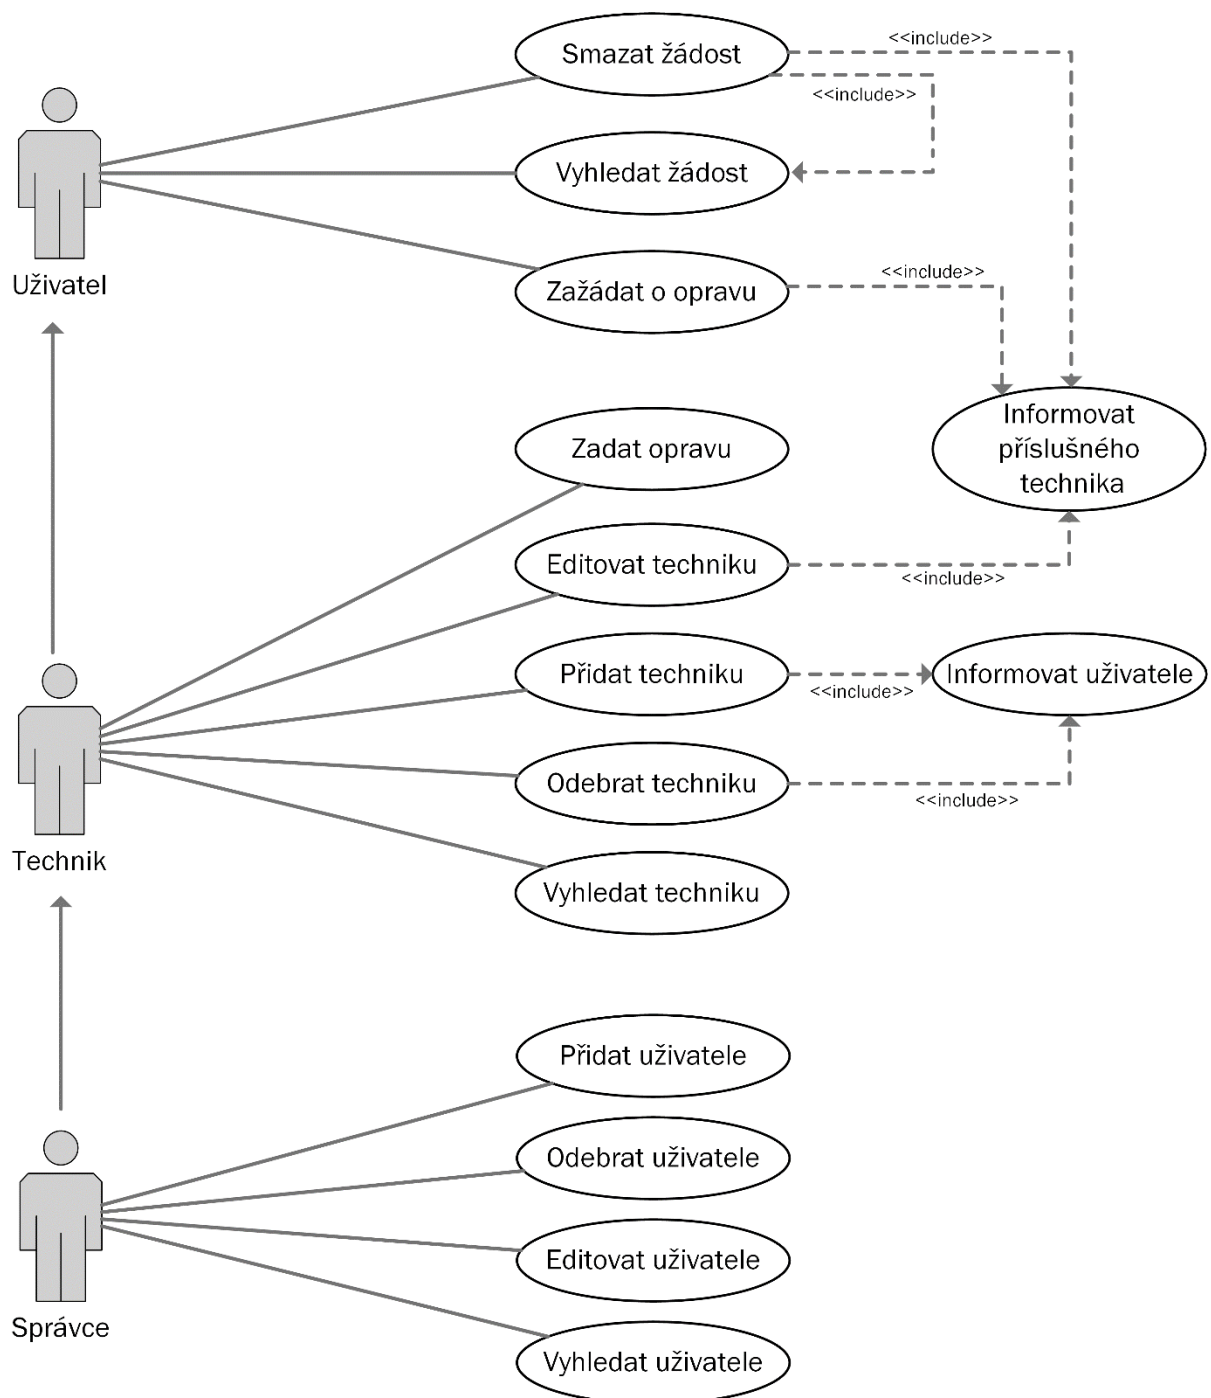 Smazat žádost
<<include>>
<<include>>
Vyhledat žádost
Uživatel
Zažádat o opravu
<<include>>
Informovat
příslušného
technika
Zadat opravu
Editovat techniku
<<include>>
Přidat techniku
<<include>>
Informovat uživatele
Odebrat techniku
<<include>>
Technik
Vyhledat techniku
Přidat uživatele
Odebrat uživatele
Editovat uživatele
Správce
Vyhledat uživatele